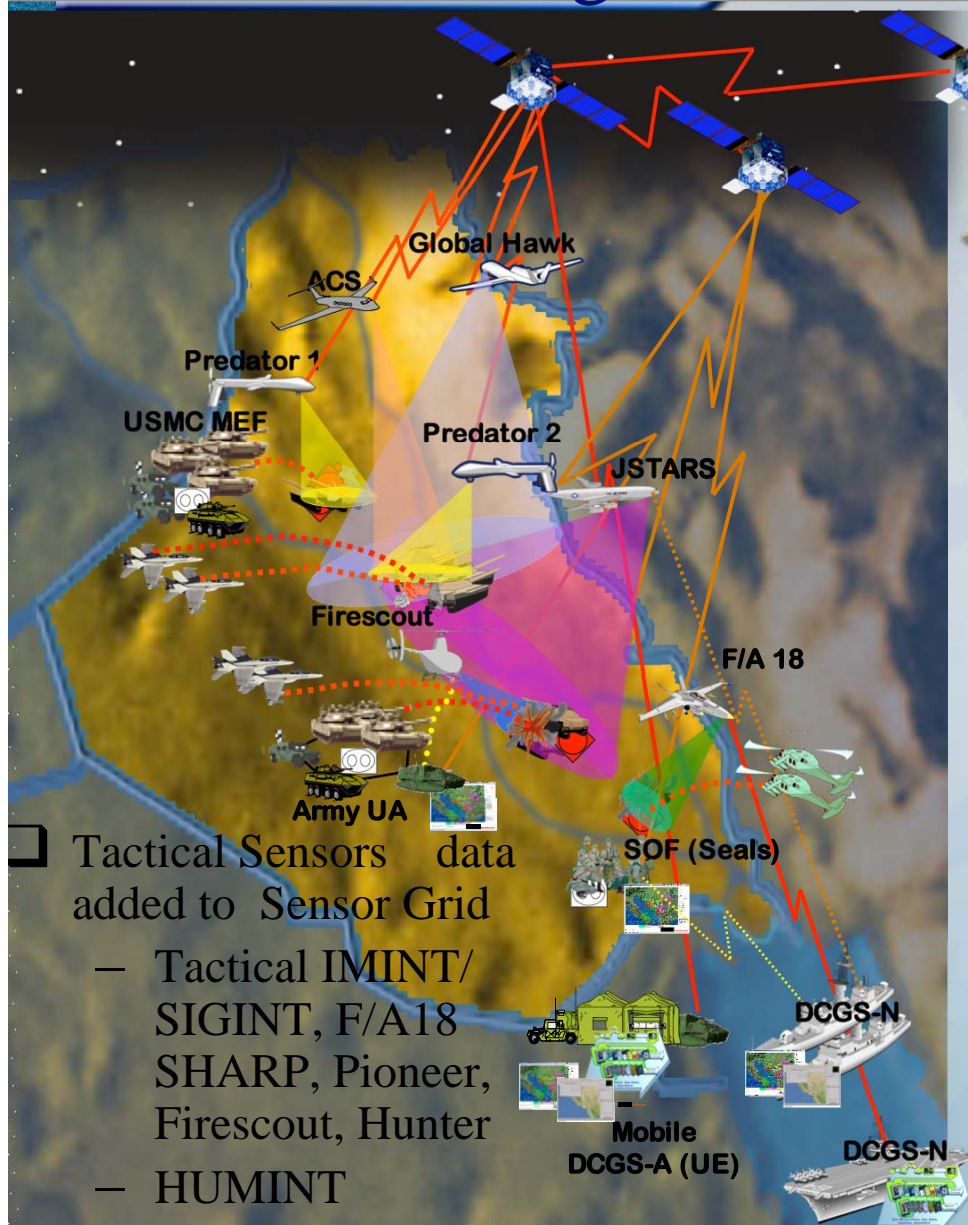 Global Hawk
ACS
Predator 1
USMC MEF
Predator 2
JSTARS
Firescout
F/A 18
Army UA
SOF (Seals)
Tactical Sensors data
added to Sensor Grid
– Tactical IMINT/
SIGINT, F/A18
SHARP, Pioneer,
Firescout, Hunter
– HUMINT
DCGS-N
Mobile
DCGS-A (UE)
DCGS-N